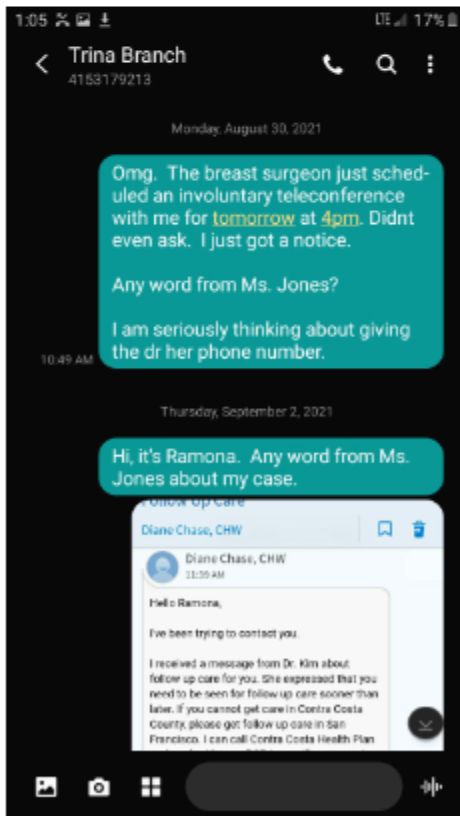 1:05 LTE 17%
Trina Branch
4153179213
Monday, August 30, 2021
Omg. The breast surgeon just sched-
uled an involuntary teleconference
with me for tomorrow at 4pm. Didnt
even ask. I just got a notice.
Any word from Ms. Jones?
I am seriously thinking about giving
the dr her phone number.
10:49 AM
Thursday, September 2, 2021
Hi, it's Ramona. Any word from Ms.
Jones about my case.
Follow Up Care
Diane Chase, CHW
Diane Chase, CHW
11:39 AM
Hello Ramona,
I've been trying to contact you.
I received a message from Dr. Kim about
follow up care for you. She expressed that you
need to be seen for follow up care sooner than
later. If you cannot get care in Contra Costa
County, please get follow up care in San
Francisco. I can call Contra Costa Health Plan